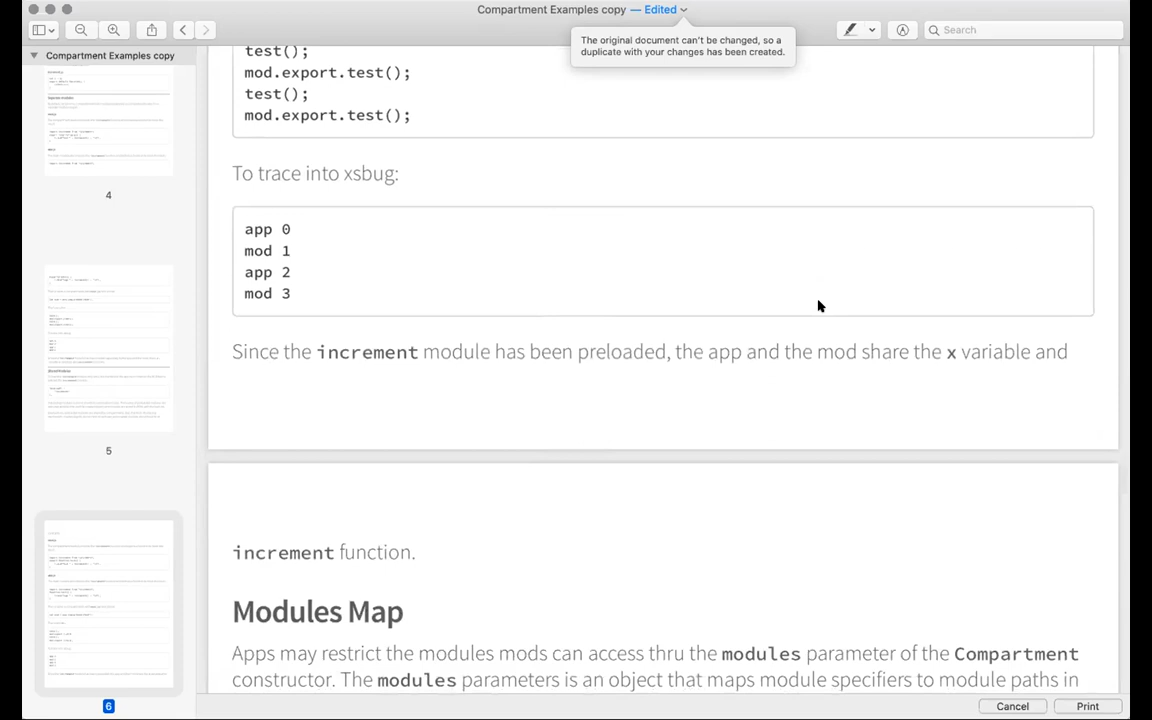 Compartment Examples copy — Edited
The original document can't be changed, so a
duplicate with your changes has been created.
Search
Compartment Examples copy
4
5
6
test();
mod.export.test();
test();
mod.export.test();
To trace into xsbug:
app 0
mod 1
app 2
mod 3
Since the increment module has been preloaded, the app and the mod share the x variable and
increment function.
Modules Map
Apps may restrict the modules mods can access thru the modules parameter of the Compartment
constructor. The modules parameters is an object that maps module specifiers to module paths in
Cancel
Print